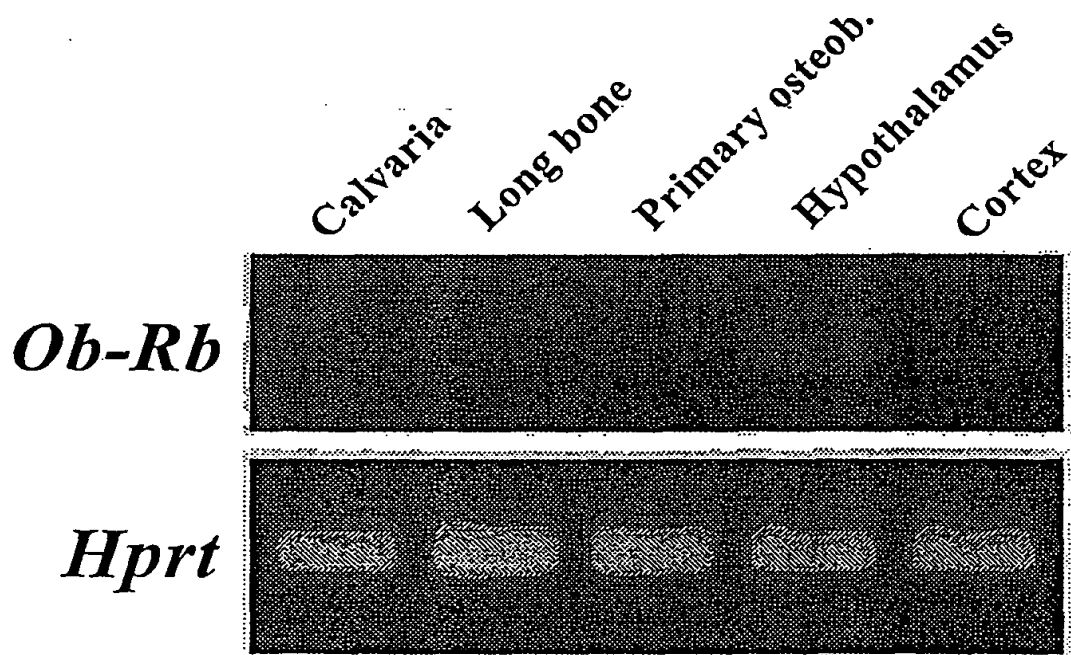 Calvaria
Long bone
Primary osteob.
Hypothalamus
Cortex
Ob-Rb
Hprt